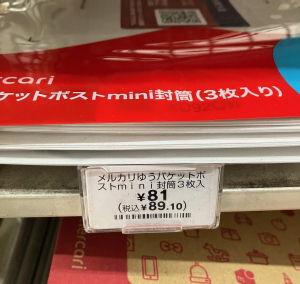 ercari
ケットポストmini封筒(3枚入り)
メルカリゆうパケットポ
ストmini封筒3枚入
¥81
(税込¥89.10)
ercari